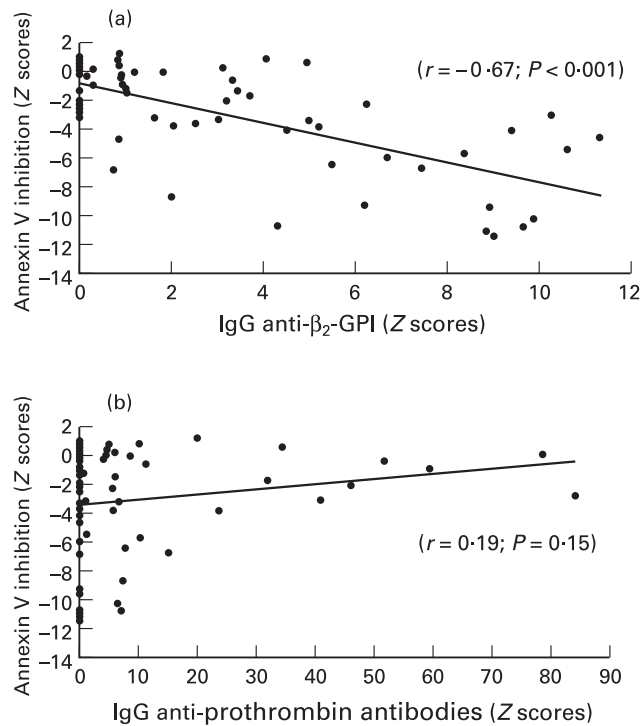 (a)
Annexin V inhibition (Z scores)
2
0
−2
−4
−6
−8
−10
−12
−14
(r = −0·67; P < 0·001)
0 2 4 6 8 10 12
IgG anti-β₂-GPI (Z scores)
(b)
Annexin V inhibition (Z scores)
2
0
−2
−4
−6
−8
−10
−12
−14
(r = 0·19; P = 0·15)
0 10 20 30 40 50 60 70 80 90
IgG anti-prothrombin antibodies (Z scores)